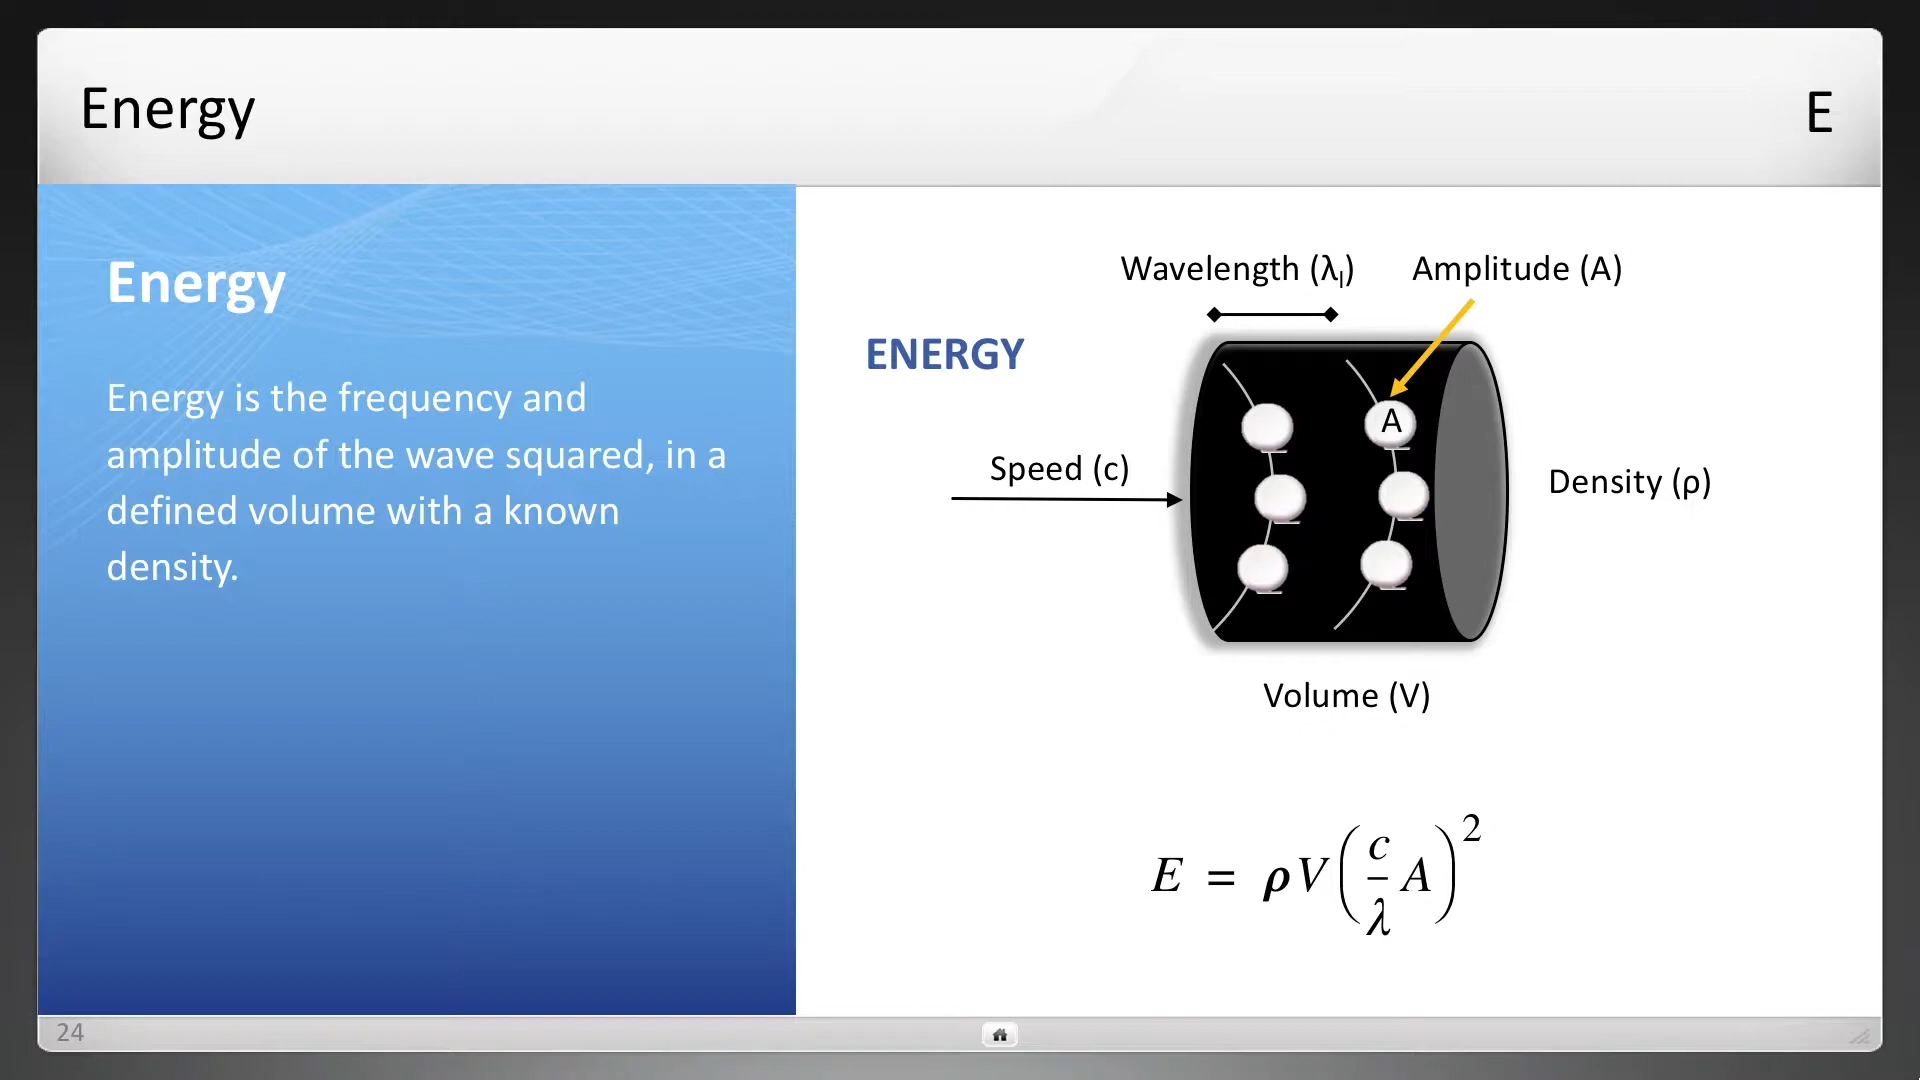 Energy
E
Energy
Energy is the frequency and
amplitude of the wave squared, in a
defined volume with a known
density.
Wavelength (λₗ)
Amplitude (A)
ENERGY
A
Speed (c)
Density (ρ)
Volume (V)
E = ρV(c/λ A)²
24